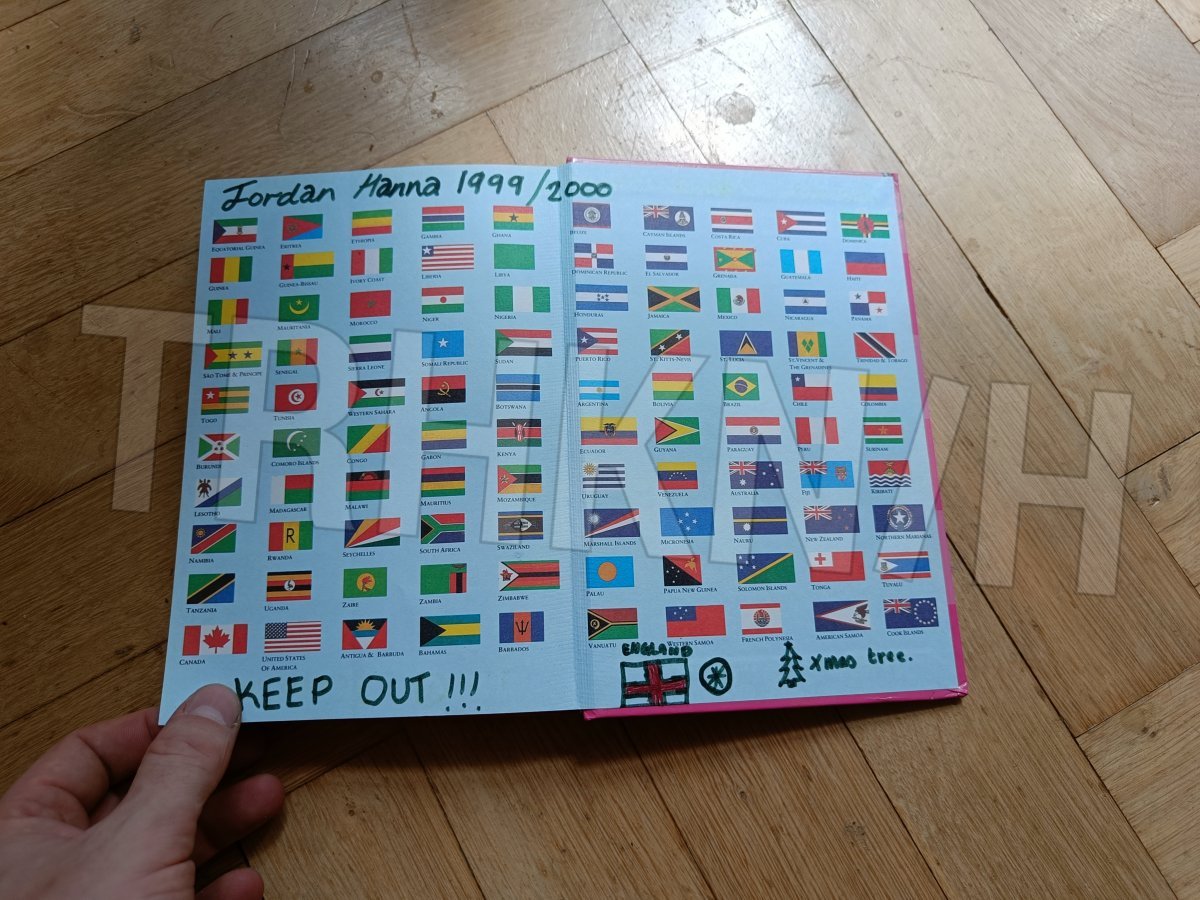 Jordan Hanna 1999/2000
EQUATORIAL GUINEA ERITREA ETHIOPIA GAMBIA GHANA
GUINEA GUINEA-BISSAU IVORY COAST LIBERIA LIBYA
MALI MAURITANIA MOROCCO NIGER NIGERIA
SÃO TOMÉ & PRINCIPE SENEGAL SIERRA LEONE SOMALI REPUBLIC SUDAN
TOGO TUNISIA WESTERN SAHARA ANGOLA BOTSWANA
BURUNDI COMORO ISLANDS CONGO GABON KENYA
LESOTHO MADAGASCAR MALAWI MAURITIUS MOZAMBIQUE
NAMIBIA RWANDA SEYCHELLES SOUTH AFRICA SWAZILAND
TANZANIA UGANDA ZAIRE ZAMBIA ZIMBABWE
CANADA UNITED STATES ANTIGUA & BARBUDA BAHAMAS BARBADOS
OF AMERICA
KEEP OUT !!!
BELIZE CAYMAN ISLANDS COSTA RICA CUBA DOMINICA
DOMINICAN REPUBLIC EL SALVADOR GRENADA GUATEMALA HAITI
HONDURAS JAMAICA MEXICO NICARAGUA PANAMA
PUERTO RICO ST. KITTS-NEVIS ST. LUCIA ST. VINCENT & TRINIDAD & TOBAGO
THE GRENADINES
ARGENTINA BOLIVIA BRAZIL CHILE COLOMBIA
ECUADOR GUYANA PARAGUAY PERU SURINAM
URUGUAY VENEZUELA AUSTRALIA FIJI KIRIBATI
MARSHALL ISLANDS MICRONESIA NAURU NEW ZEALAND NORTHERN MARIANAS
PALAU PAPUA NEW GUINEA SOLOMON ISLANDS TONGA TUVALU
VANUATU WESTERN SAMOA FRENCH POLYNESIA AMERICAN SAMOA COOK ISLANDS
ENGLAND
Xmas tree.
TRHKN/H